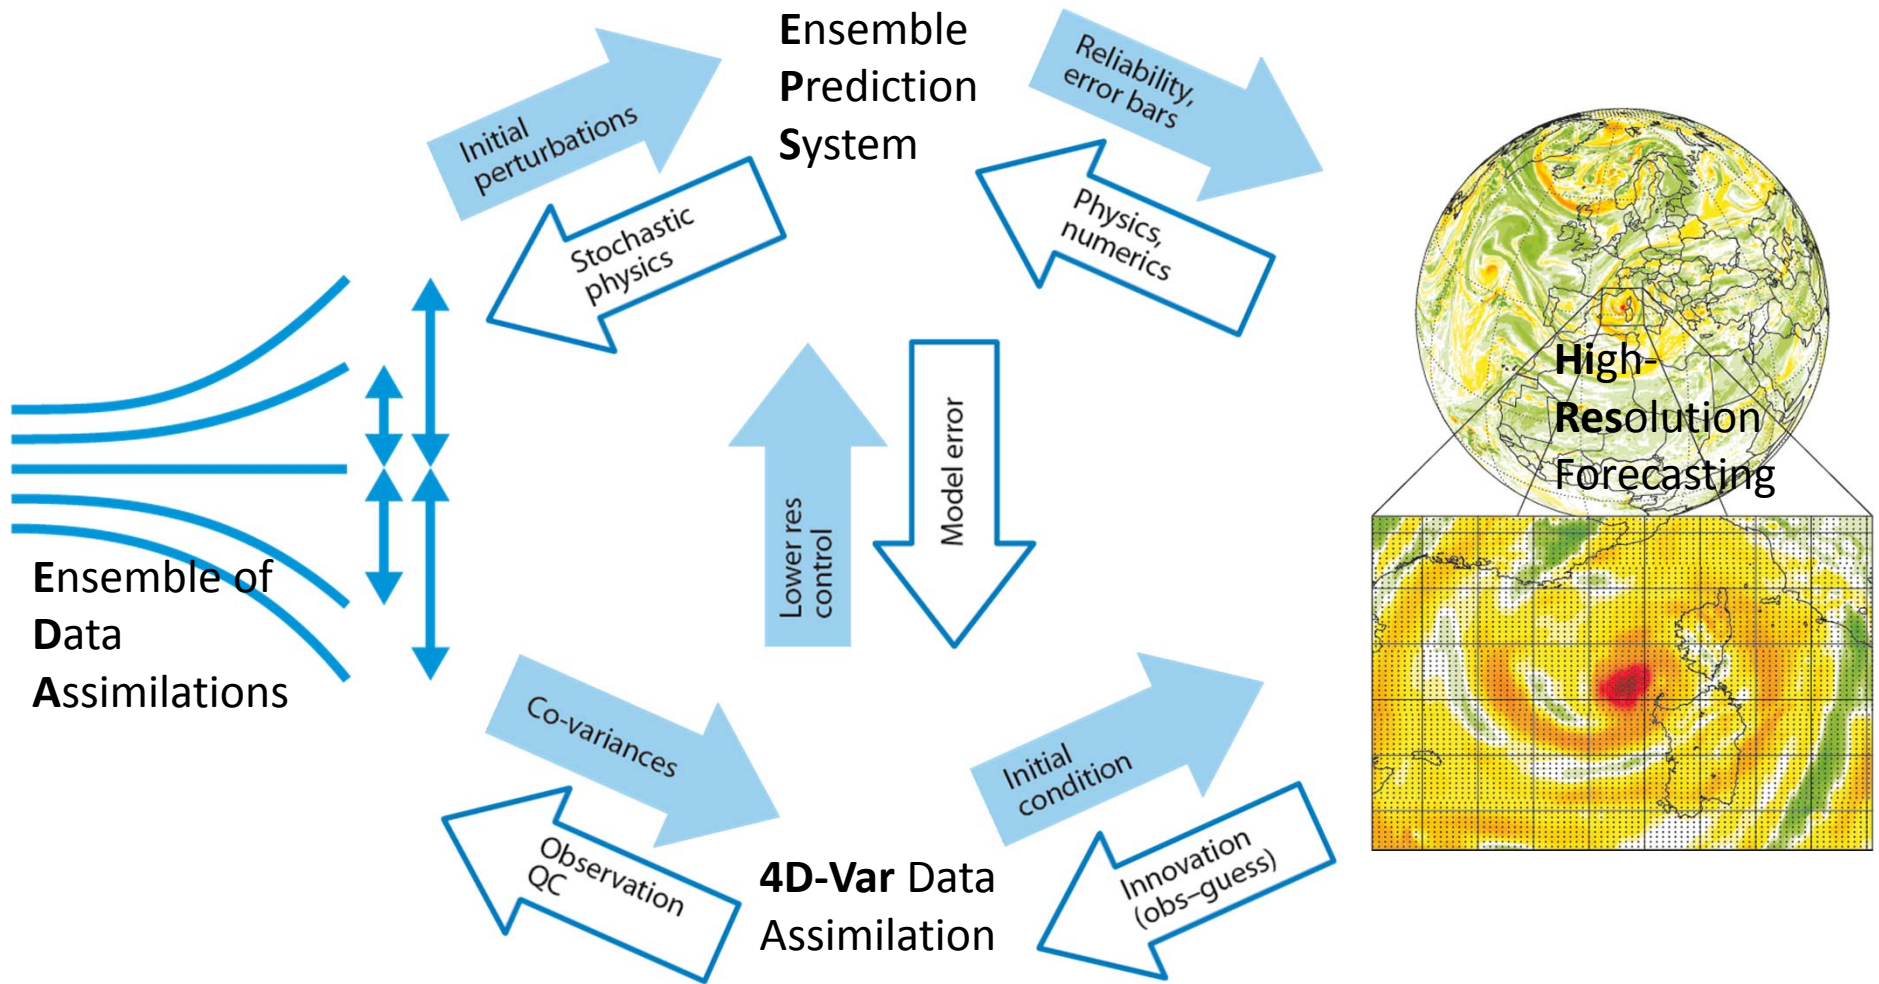 Ensemble
Prediction
System
Initial
perturbations
Stochastic
physics
Reliability,
error bars
Physics,
numerics
High-
Resolution
Forecasting
Lower res
control
Model error
Ensemble of
Data
Assimilations
Co-variances
Observation
QC
4D-Var Data
Assimilation
Initial
condition
Innovation
(obs–guess)